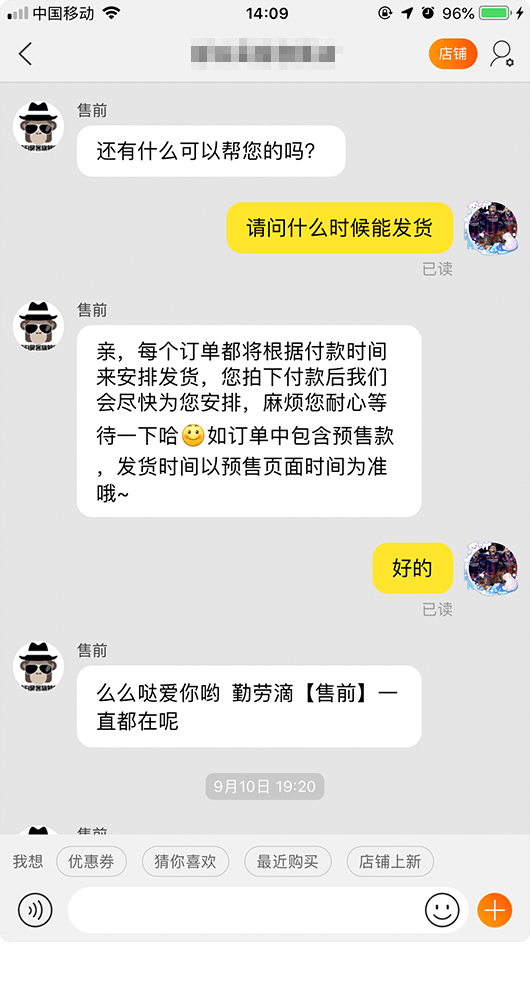 中国移动
14:09
96%
店铺
售前
还有什么可以帮您的吗?
请问什么时候能发货
已读
售前
亲，每个订单都将根据付款时间
来安排发货，您拍下付款后我们
会尽快为您安排，麻烦您耐心等
待一下哈如订单中包含预售款
，发货时间以预售页面时间为准
哦~
好的
已读
售前
么么哒爱你哟 勤劳滴【售前】一
直都在呢
9月10日 19:20
售前
我想
优惠券
猜你喜欢
最近购买
店铺上新